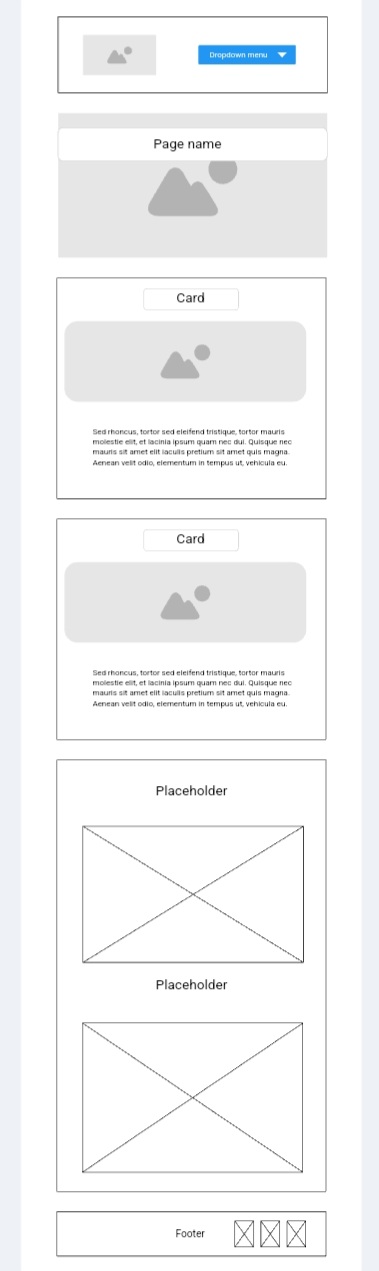 Dropdown menu
Page name
Card
Sed rhoncus, tortor sed eleifend tristique, tortor mauris
molestie elit, et lacinia ipsum quam nec dui. Quisque nec
mauris sit amet elit iaculis pretium sit amet quis magna.
Aenean velit odio, elementum in tempus ut, vehicula eu.
Card
Sed rhoncus, tortor sed eleifend tristique, tortor mauris
molestie elit, et lacinia ipsum quam nec dui. Quisque nec
mauris sit amet elit iaculis pretium sit amet quis magna.
Aenean velit odio, elementum in tempus ut, vehicula eu.
Placeholder
Placeholder
Footer